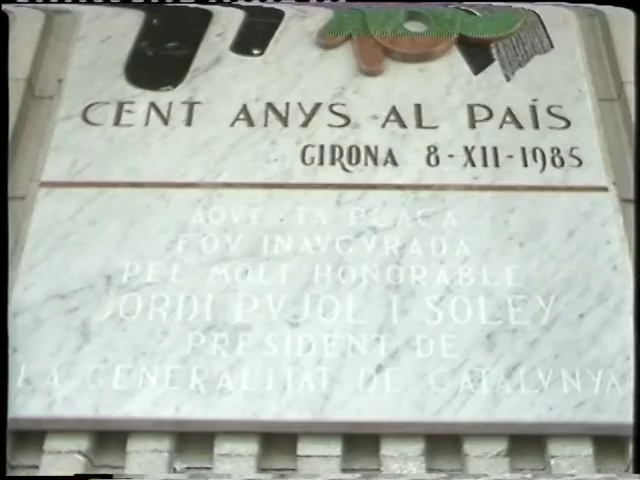 CENT ANYS AL PAÍS
GIRONA 8-XII-1985
AQVESTA PLAÇA
FOV INAVGVRADA
PEL MOLT HONORABLE
JORDI PVJOL I SOLEY
PRESIDENT DE
LA GENERALITAT DE CATALVNYA